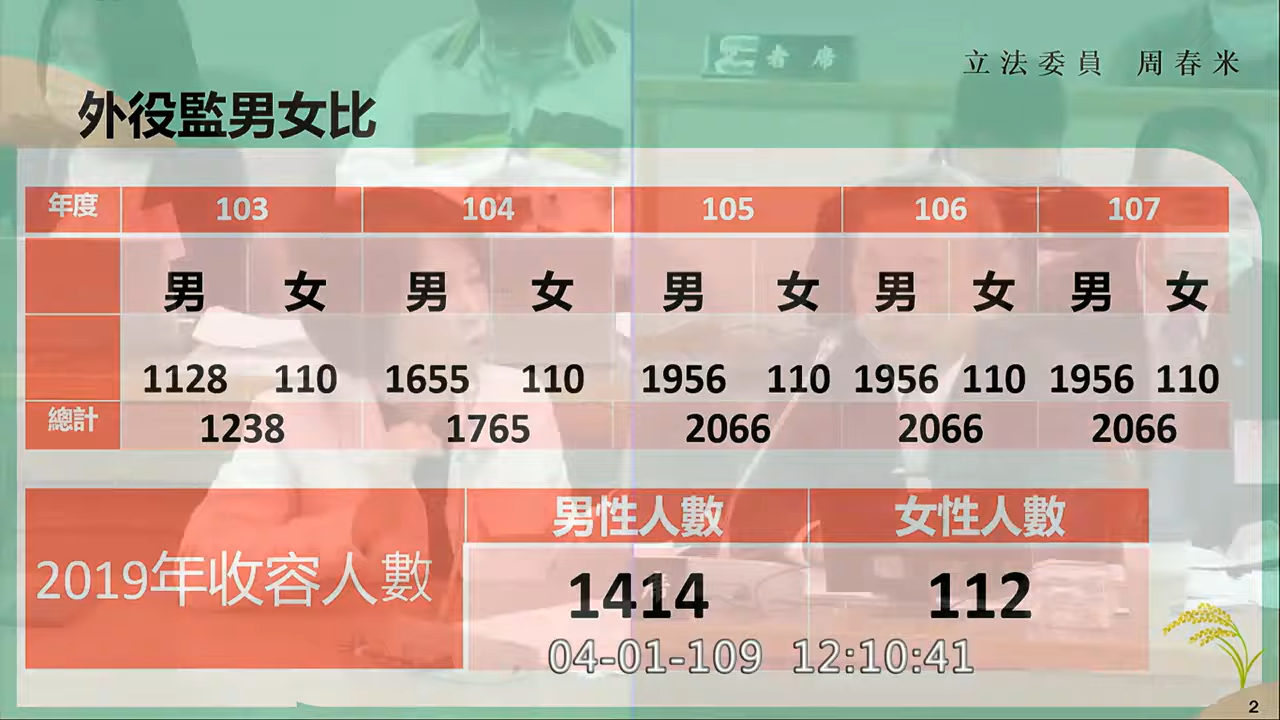 者席
立法委員 周春米
外役監男女比
年度 103 104 105 106 107
男 女 男 女 男 女 男 女 男 女
1128 110 1655 110 1956 110 1956 110 1956 110
總計 1238 1765 2066 2066 2066
男性人數 女性人數
2019年收容人數
1414 112
04-01-109 12:10:41
2